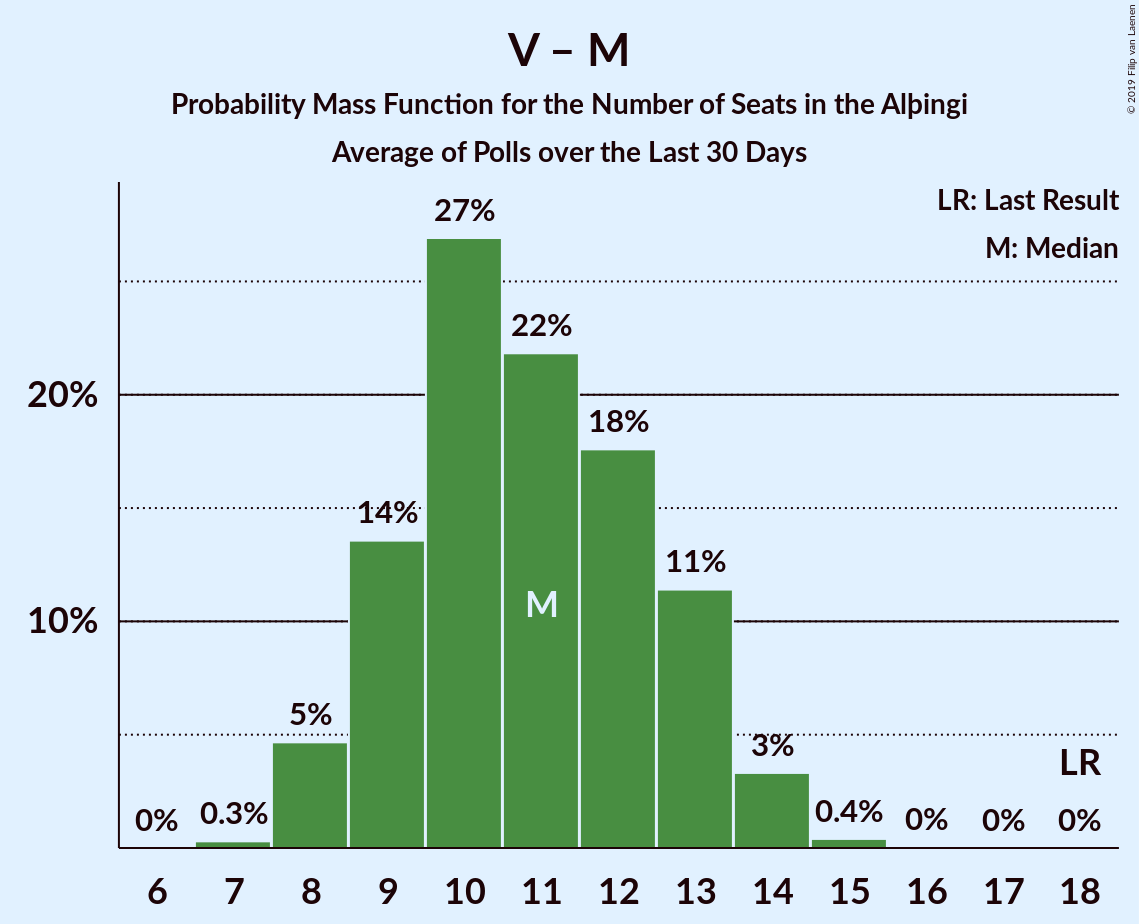 V – M
Probability Mass Function for the Number of Seats in the Alþingi
Average of Polls over the Last 30 Days
© 2019 Filip van Laenen
LR: Last Result
M: Median
27%
22%
20%
18%
14%
11%
M
10%
5%
3%
LR
0%
0.3%
0.4%
0%
0%
0%
6 7 8 9 10 11 12 13 14 15 16 17 18